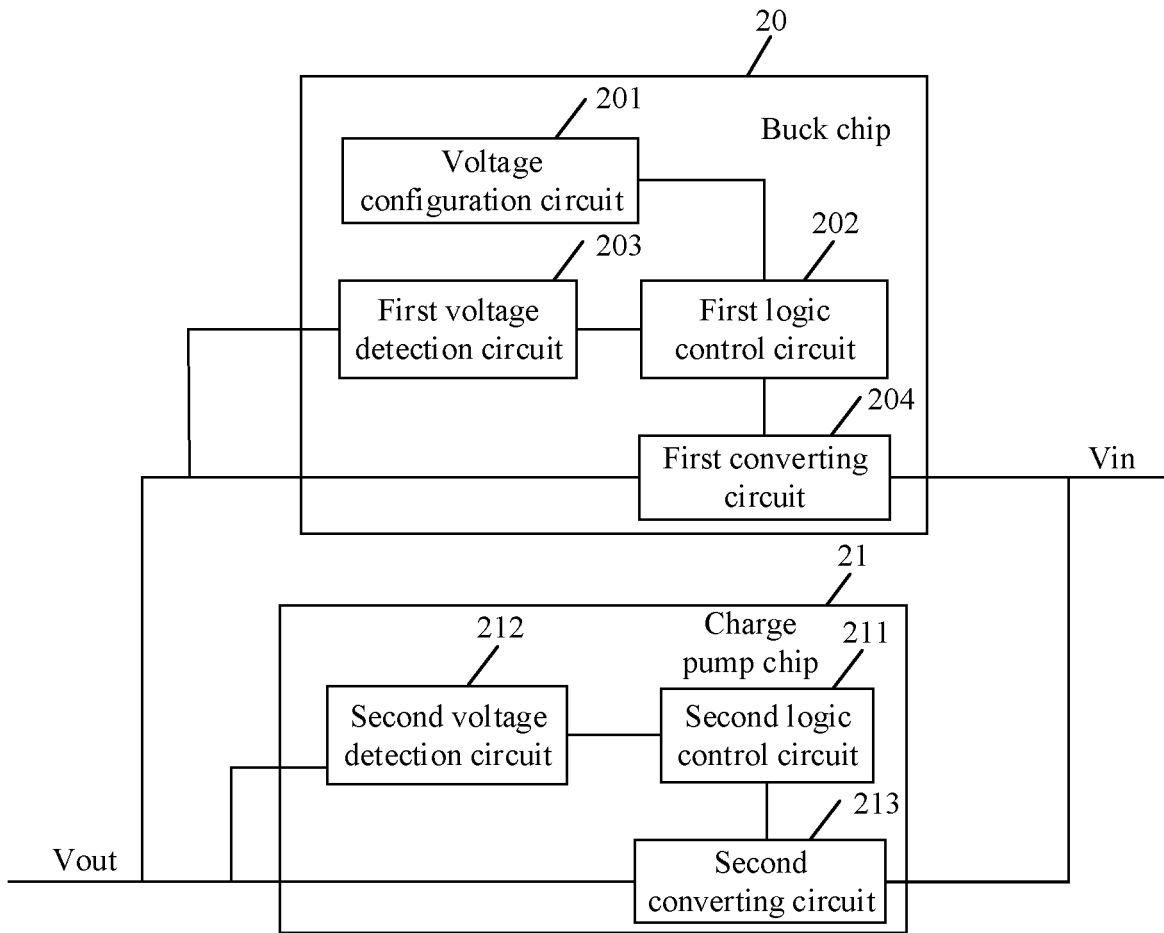 20
201
Buck chip
Voltage
configuration circuit
202
203
First voltage
detection circuit
First logic
control circuit
204
First converting
circuit
Vin
21
212
Charge
pump chip
211
Second voltage
detection circuit
Second logic
control circuit
213
Vout
Second
converting circuit